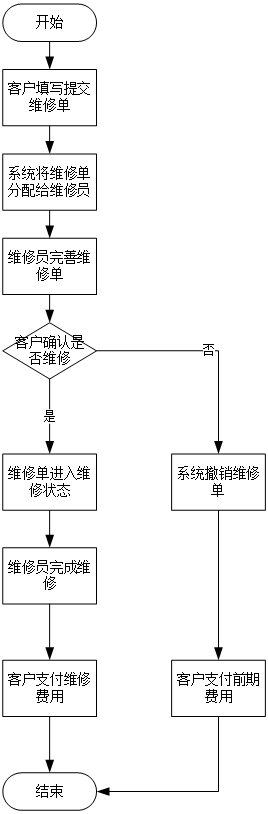 开始
客户填写提交
维修单
系统将维修单
分配给维修员
维修员完善维
修单
客户确认是
否维修
否
是
维修单进入维
修状态
系统撤销维修
单
维修员完成维
修
客户支付维修
费用
客户支付前期
费用
结束